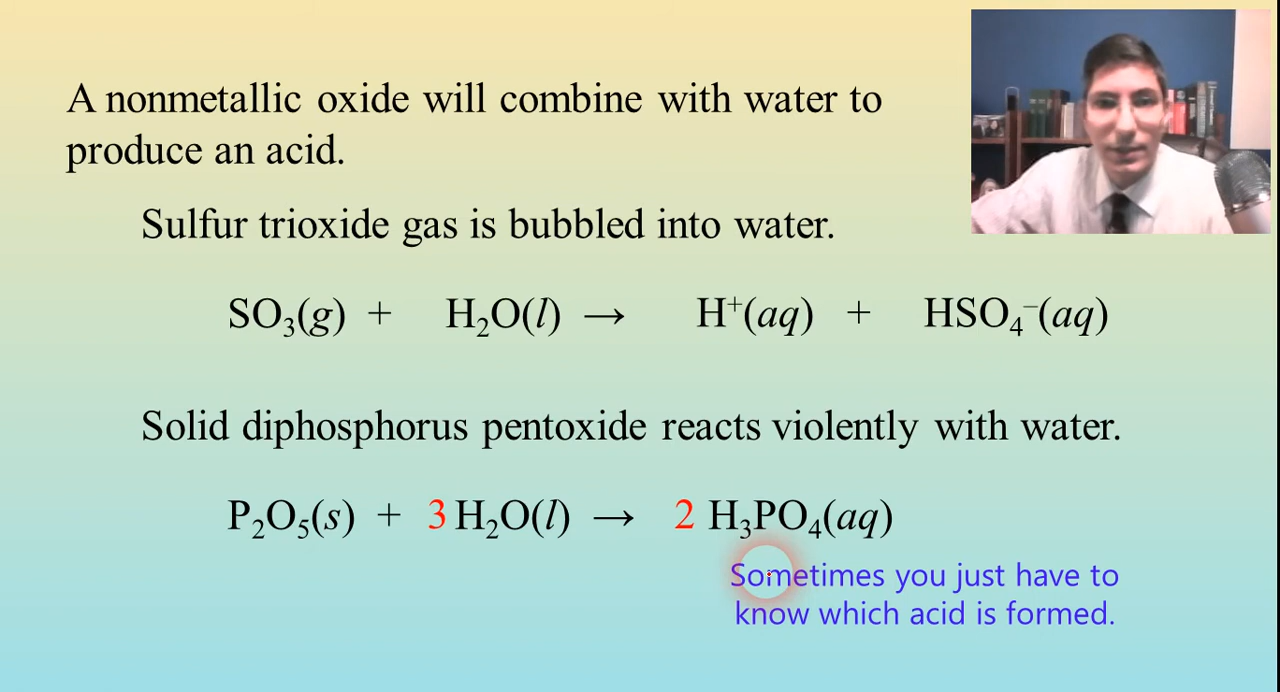 A nonmetallic oxide will combine with water to
produce an acid.
Sulfur trioxide gas is bubbled into water.
SO₃(g) + H₂O(l) → H⁺(aq) + HSO₄⁻(aq)
Solid diphosphorus pentoxide reacts violently with water.
P₂O₅(s) + 3 H₂O(l) → 2 H₃PO₄(aq)
Sometimes you just have to
know which acid is formed.